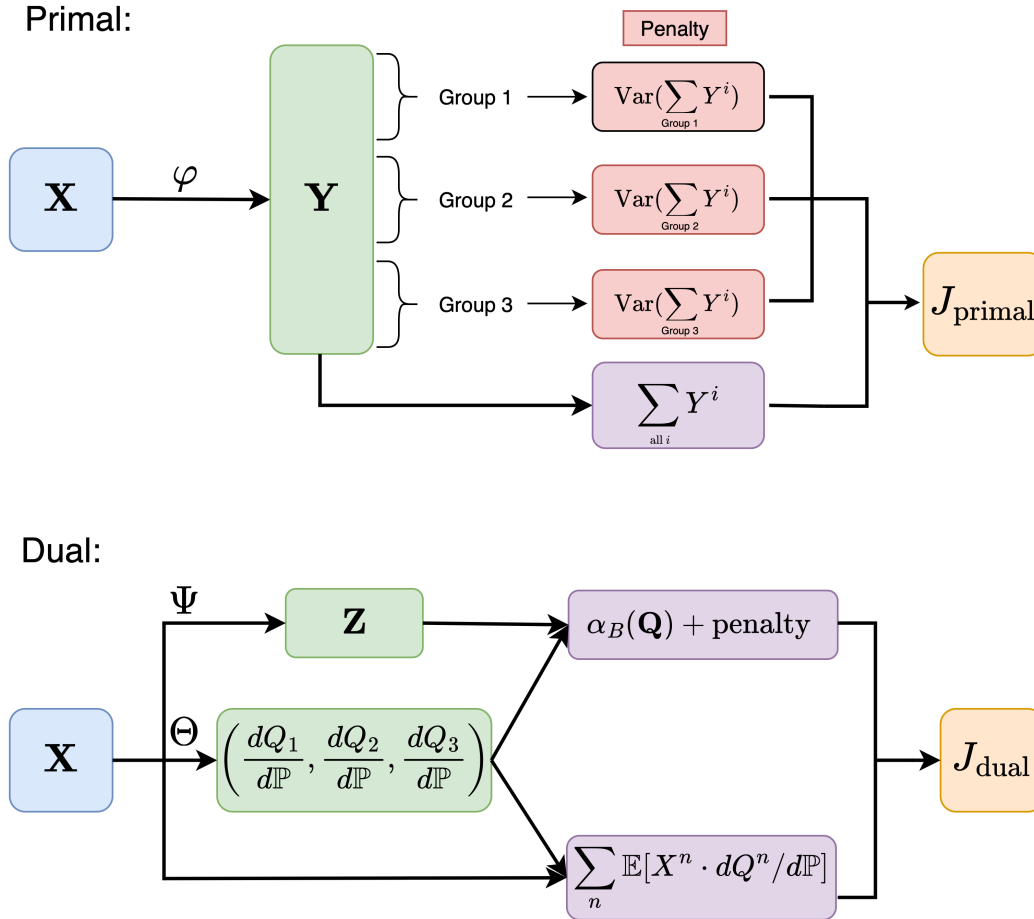 Primal:
Penalty
Group 1
Var(∑ Y^i)
Group 1
X
φ
Y
Group 2
Var(∑ Y^i)
Group 2
Group 3
Var(∑ Y^i)
Group 3
J_primal
∑ Y^i
all i
Dual:
Ψ
Z
α_B(Q) + penalty
X
Θ
(dQ_1/dℙ, dQ_2/dℙ, dQ_3/dℙ)
J_dual
∑ 𝔼[X^n · dQ^n/dℙ]
n